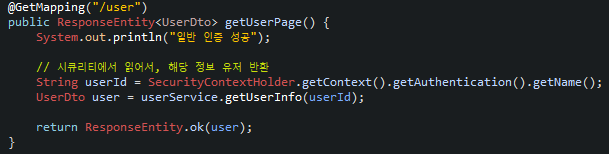 @GetMapping("/user")
public ResponseEntity<UserDto> getUserPage() {
System.out.println("일반 인증 성공");
// 시큐리티에서 읽어서, 해당 정보 유저 반환
String userId = SecurityContextHolder.getContext().getAuthentication().getName();
UserDto user = userService.getUserInfo(userId);
return ResponseEntity.ok(user);
}